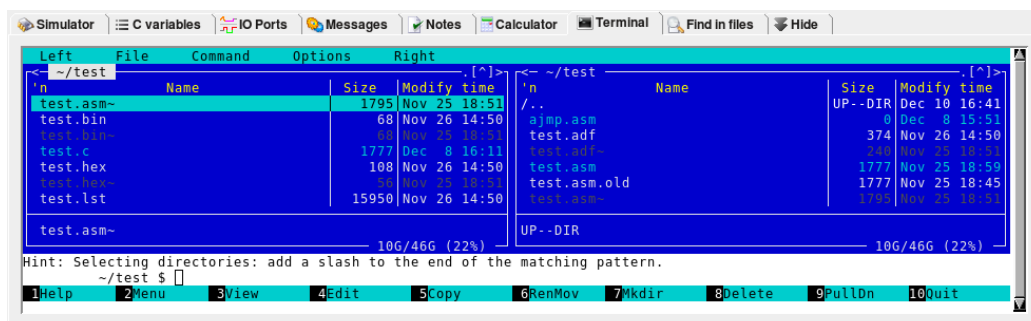 Simulator C variables IO Ports Messages Notes Calculator Terminal Find in files Hide
Left File Command Options Right
<— ~/test .[^]> <— ~/test .[^]>
'n Name Size Modify time 'n Name Size Modify time
test.asm~ 1795 Nov 25 18:51 /.. UP--DIR Dec 10 16:41
test.bin 68 Nov 26 14:50 ajmp.asm 0 Dec 8 15:51
test.bin~ 68 Nov 25 18:51 test.adf 374 Nov 26 14:50
test.c 1777 Dec 8 16:11 test.adf~ 240 Nov 25 18:51
test.hex 108 Nov 26 14:50 test.asm 1777 Nov 25 18:59
test.hex~ 56 Nov 25 18:51 test.asm.old 1777 Nov 25 18:45
test.lst 15950 Nov 26 14:50 test.asm~ 1795 Nov 25 18:51
test.asm~ UP--DIR
10G/46G (22%) 10G/46G (22%)
Hint: Selecting directories: add a slash to the end of the matching pattern.
~/test $
1Help 2Menu 3View 4Edit 5Copy 6RenMov 7Mkdir 8Delete 9PullDn 10Quit